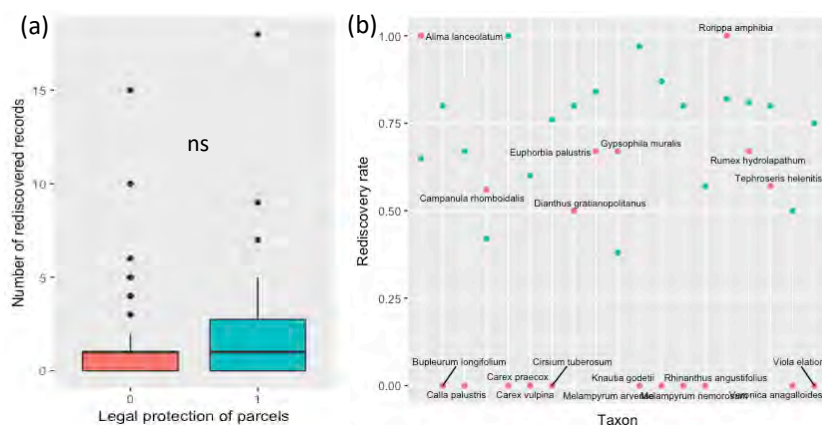 (a)
Number of rediscovered records
15
10
5
0
ns
0
1
Legal protection of parcels
(b)
Rediscovery rate
1.00
0.75
0.50
0.25
0.00
Alima lanceolatum
Rorippa amphibia
Euphorbia palustris
Gypsophila muralis
Rumex hydrolapathum
Campanula rhomboidalis
Tephroseris helenitis
Dianthus gratianopolitanus
Bupleurum longifolium
Cirsium tuberosum
Viola elatior
Carex praecox
Knautia godetii
Rhinanthus angustifolius
Calla palustris
Carex vulpina
Melampyrum arvense
Melampyrum nemorosum
Veronica anagalloides
Taxon